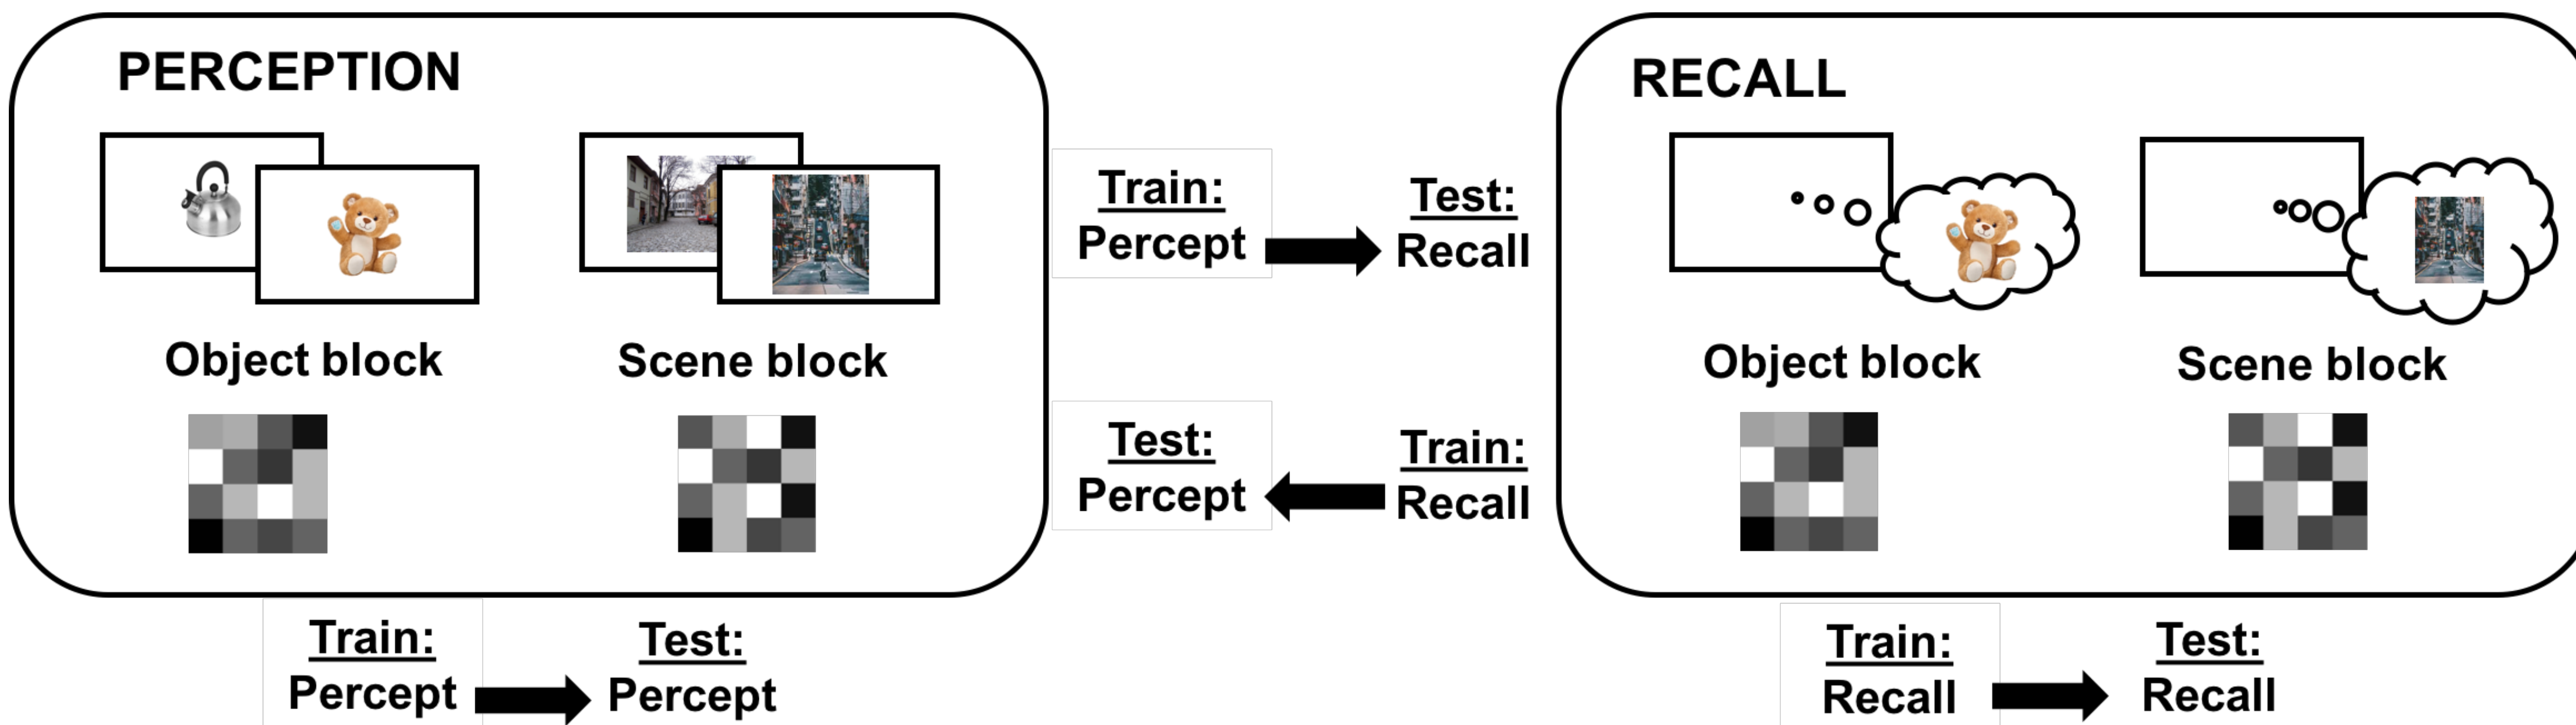 PERCEPTION
Object block
Scene block
Train:
Percept
Test:
Recall
Test:
Percept
Train:
Recall
RECALL
Object block
Scene block
Train:
Percept
Test:
Percept
Train:
Recall
Test:
Recall